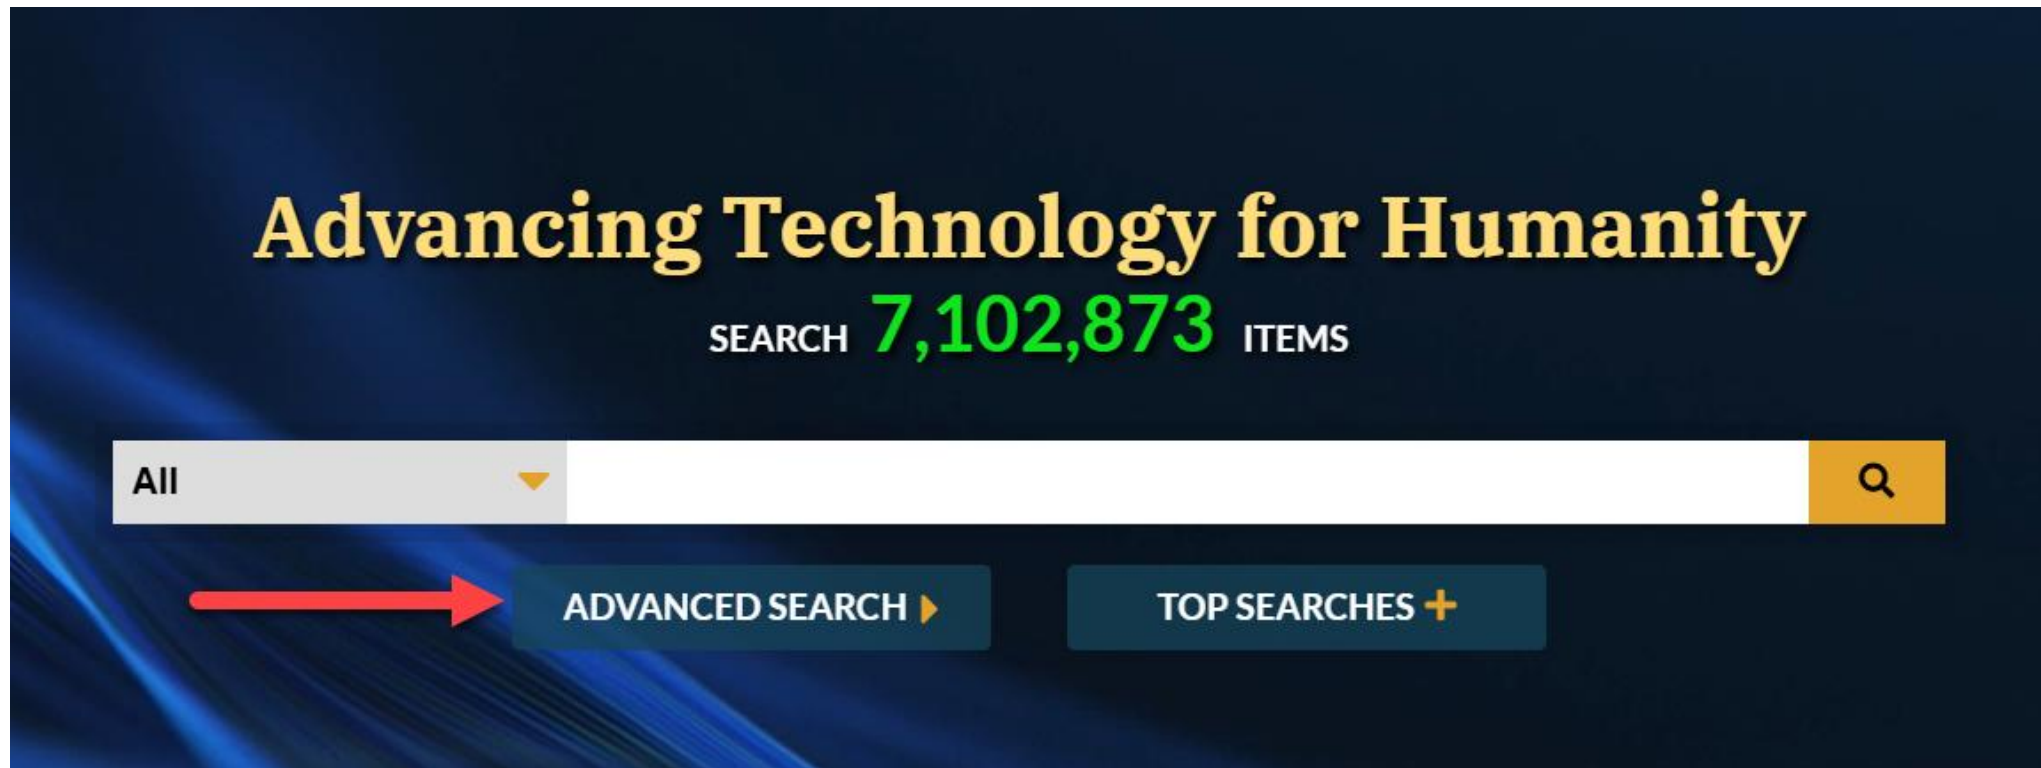 Advancing Technology for Humanity
SEARCH 7,102,873 ITEMS
All
ADVANCED SEARCH
TOP SEARCHES +